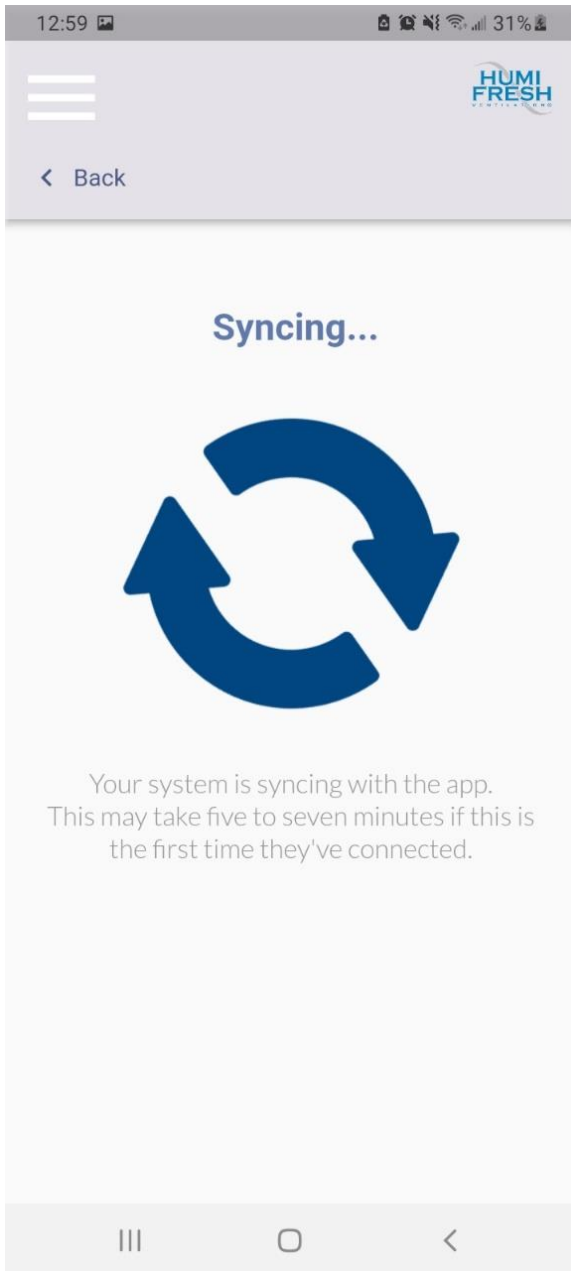 12:59
31%
HUMI
FRESH
VENTILATIONS
Back
Syncing...
Your system is syncing with the app.
This may take five to seven minutes if this is
the first time they've connected.